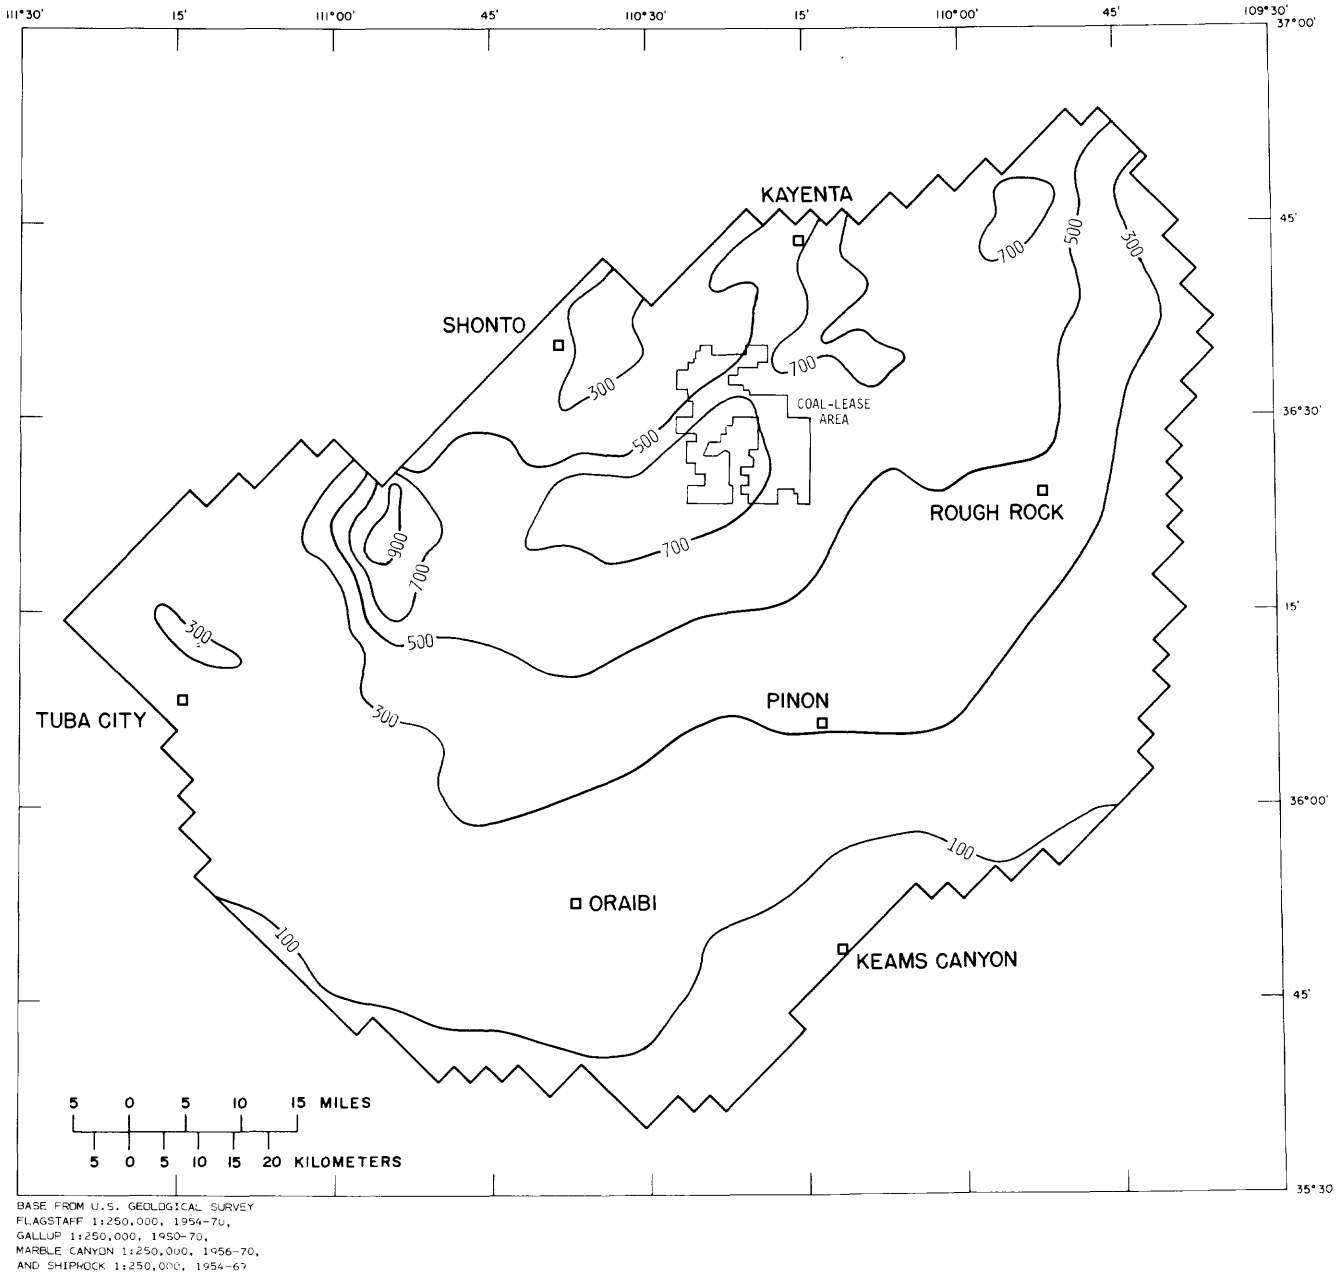 111°30'
15'
111°00'
45'
110°30'
15'
110°00'
45'
109°30'
37°00'
KAYENTA
45'
700
500
300
SHONTO
300
700
COAL-LEASE
AREA
36°30'
500
ROUGH ROCK
900
700
700
15'
300
500
PINON
TUBA CITY
300
36°00'
100
ORAIBI
100
KEAMS CANYON
45'
5 0 5 10 15 MILES
5 0 5 10 15 20 KILOMETERS
35°30
BASE FROM U.S. GEOLOGICAL SURVEY
FLAGSTAFF 1:250,000, 1954-70,
GALLUP 1:250,000, 1950-70,
MARBLE CANYON 1:250,000, 1956-70,
AND SHIPROCK 1:250,000, 1954-69